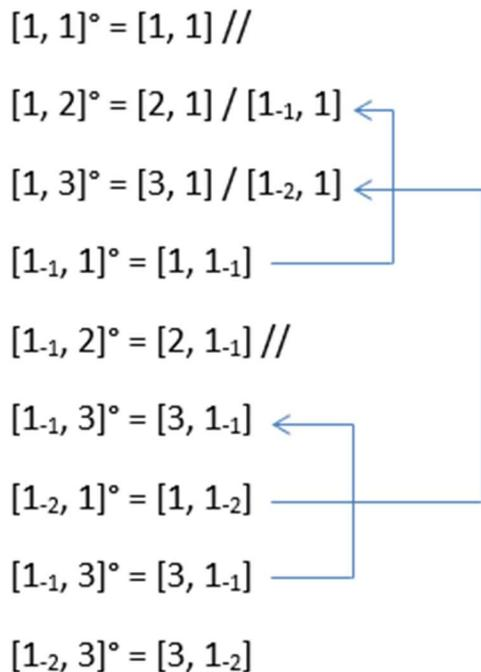 [1, 1]° = [1, 1] //
[1, 2]° = [2, 1] / [1₋₁, 1]
[1, 3]° = [3, 1] / [1₋₂, 1]
[1₋₁, 1]° = [1, 1₋₁]
[1₋₁, 2]° = [2, 1₋₁] //
[1₋₁, 3]° = [3, 1₋₁]
[1₋₂, 1]° = [1, 1₋₂]
[1₋₁, 3]° = [3, 1₋₁]
[1₋₂, 3]° = [3, 1₋₂]